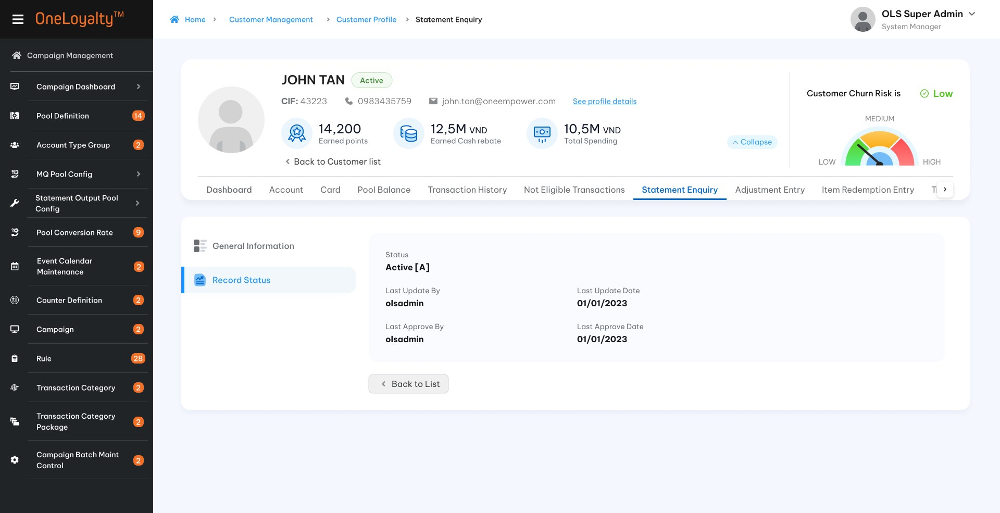 OneLoyalty™
Home
Customer Management
Customer Profile
Statement Enquiry
OLS Super Admin
System Manager
Campaign Management
Campaign Dashboard
Pool Definition 14
Account Type Group 2
MQ Pool Config
Statement Output Pool
Config
Pool Conversion Rate 9
Event Calendar
Maintenance 2
Counter Definition 2
Campaign 2
Rule 28
Transaction Category 2
Transaction Category
Package 2
Campaign Batch Maint
Control 2
JOHN TAN Active
CIF: 43223 0983435759 john.tan@oneempower.com See profile details
14,200
Earned points
12,5M VND
Earned Cash rebate
10,5M VND
Total Spending
Collapse
Back to Customer list
Customer Churn Risk is Low
MEDIUM
LOW
HIGH
Dashboard Account Card Pool Balance Transaction History Not Eligible Transactions Statement Enquiry Adjustment Entry Item Redemption Entry
General Information
Record Status
Status
Active [A]
Last Update By
olsadmin
Last Update Date
01/01/2023
Last Approve By
olsadmin
Last Approve Date
01/01/2023
Back to List